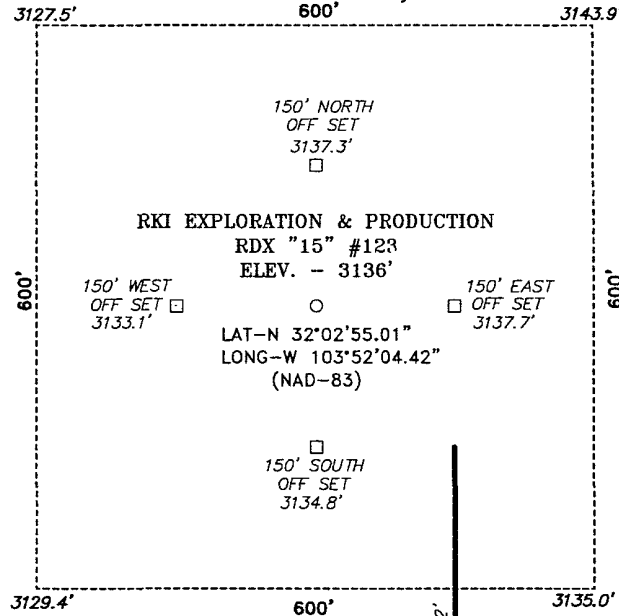 3127.5' 600' 3143.9
150' NORTH
OFF SET
3137.3'
RKI EXPLORATION & PRODUCTION
RDX "15" #123
ELEV. - 3136'
600'
150' WEST
OFF SET
3133.1'
150' EAST
OFF SET
3137.7'
600'
LAT-N 32°02'55.01"
LONG-W 103°52'04.42"
(NAD-83)
150' SOUTH
OFF SET
3134.8'
3129.4' 600' 3135.0'